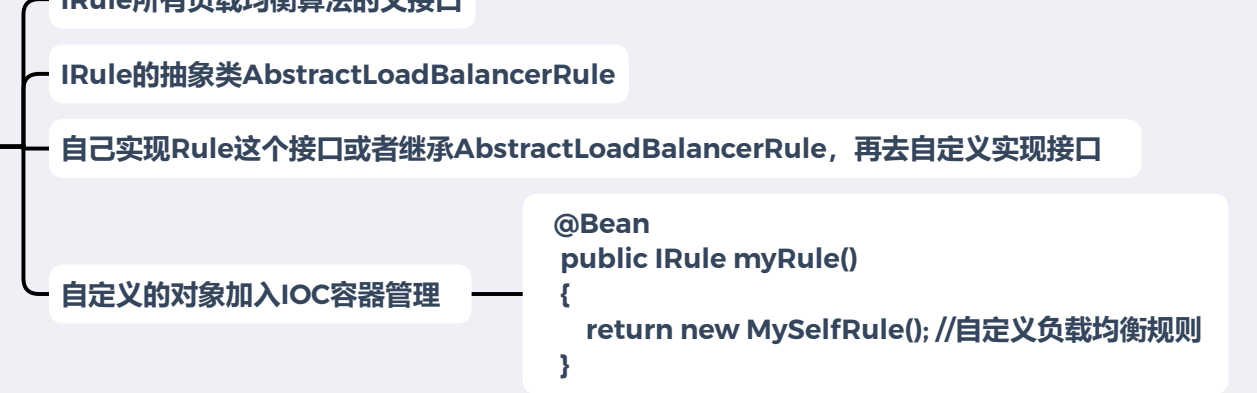 IRule所有负载均衡算法的父接口
IRule的抽象类AbstractLoadBalancerRule
自己实现Rule这个接口或者继承AbstractLoadBalancerRule，再去自定义实现接口
自定义的对象加入IOC容器管理
@Bean
public IRule myRule()
{
return new MySelfRule(); //自定义负载均衡规则
}